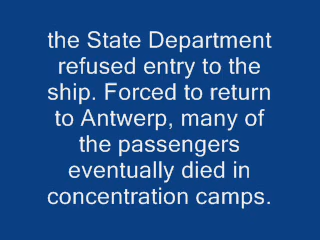 the State Department
refused entry to the
ship. Forced to return
to Antwerp, many of
the passengers
eventually died in
concentration camps.